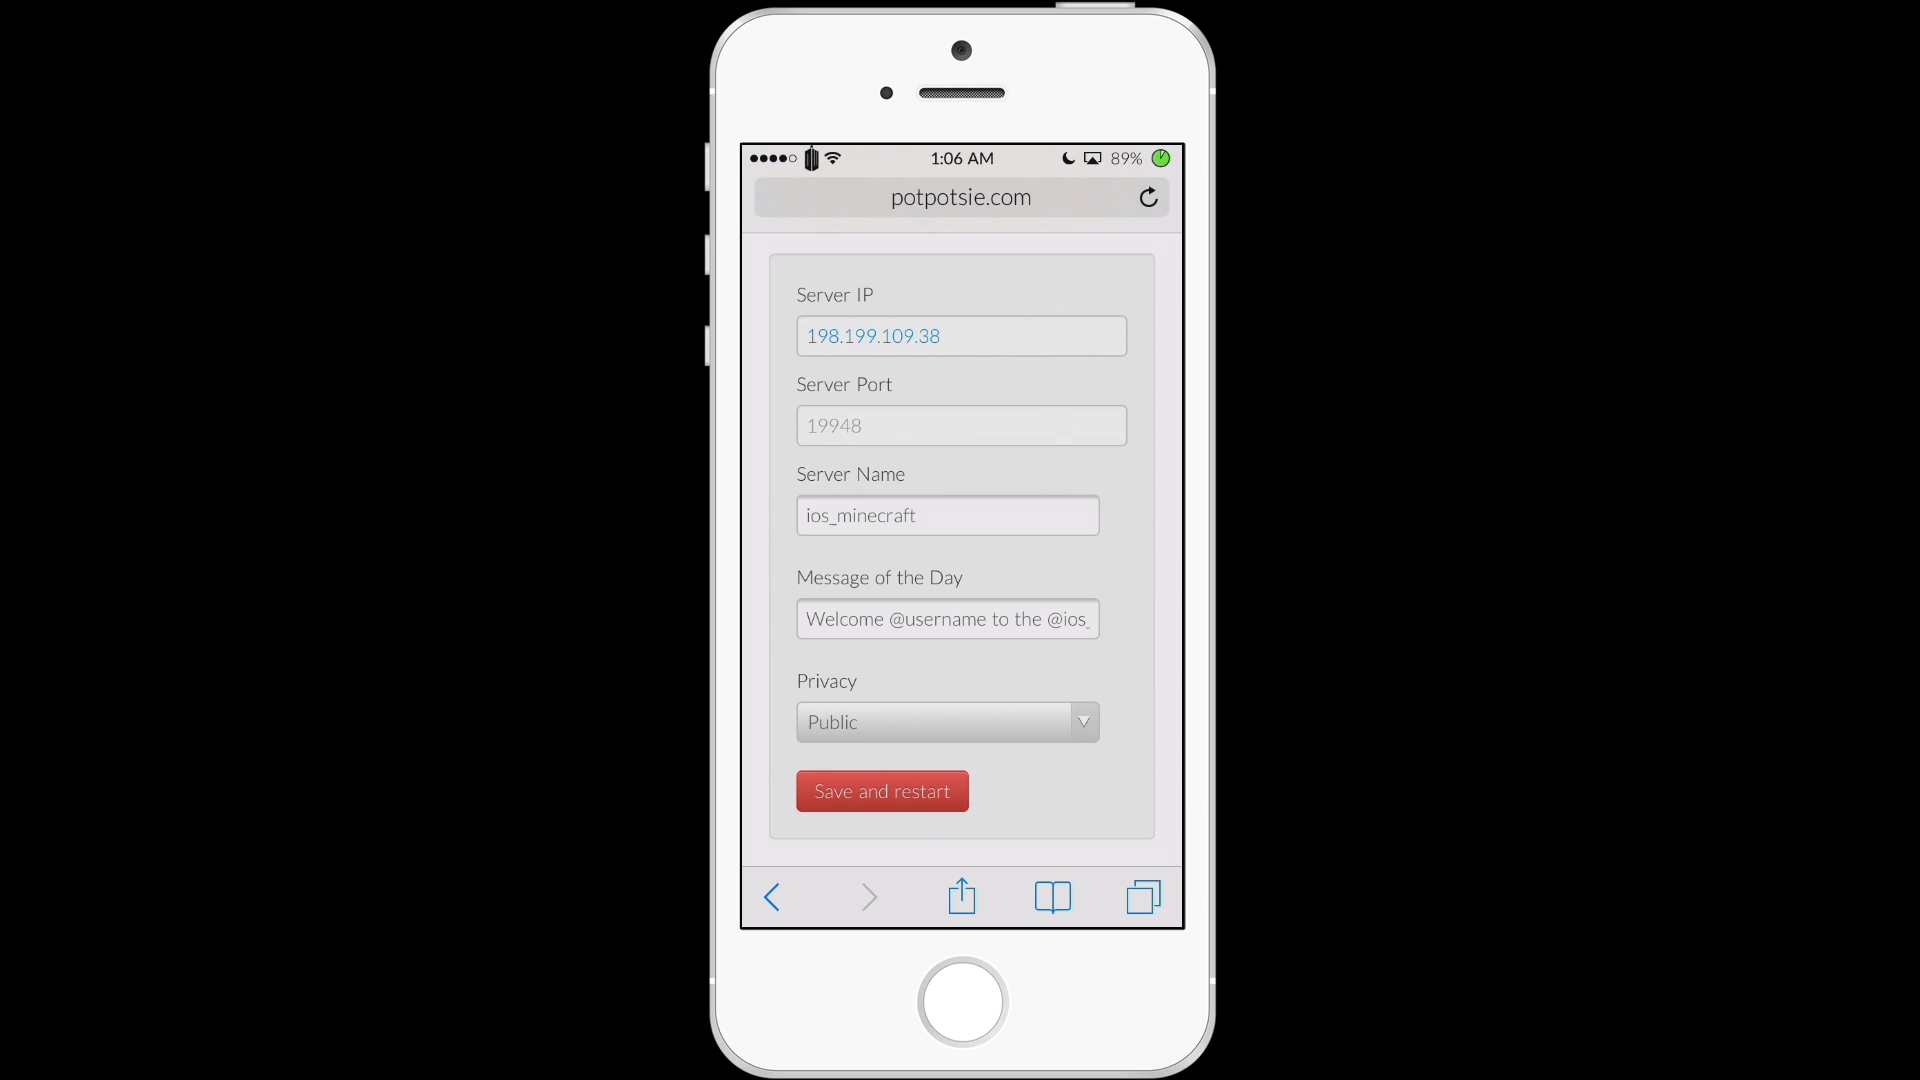 1:06 AM
89%
potpotsie.com
Server IP
198.199.109.38
Server Port
19948
Server Name
ios_minecraft
Message of the Day
Welcome @username to the @ios_
Privacy
Public
Save and restart